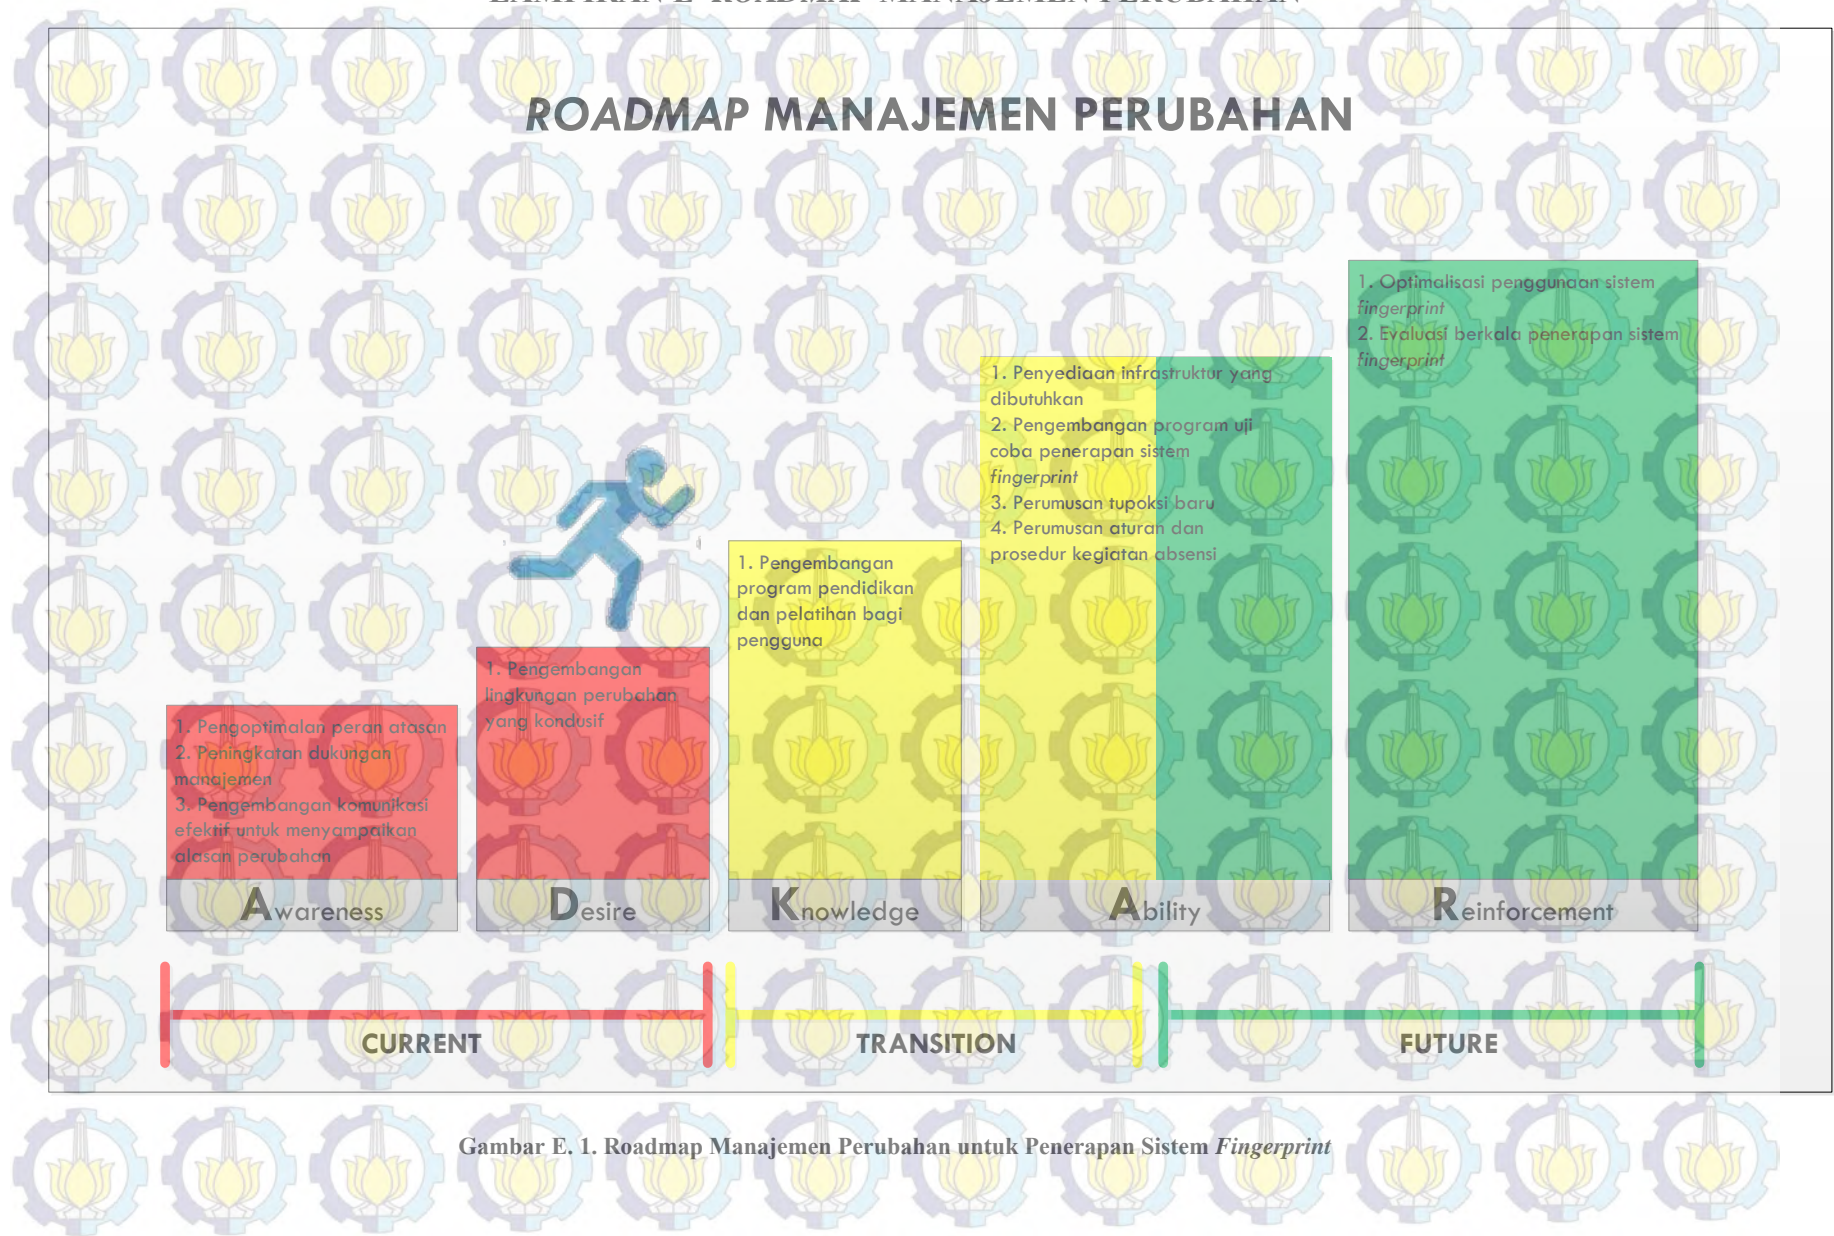 LAMPIRAN E ROADMAP MANAJEMEN PERUBAHAN
ROADMAP MANAJEMEN PERUBAHAN
1. Pengoptimalan peran atasan
2. Peningkatan dukungan
manajemen
3. Pengembangan komunikasi
efektif untuk menyampaikan
alasan perubahan
Awareness
1. Pengembangan
lingkungan perubahan
yang kondusif
Desire
1. Pengembangan
program pendidikan
dan pelatihan bagi
pengguna
Knowledge
1. Penyediaan infrastruktur yang
dibutuhkan
2. Pengembangan program uji
coba penerapan sistem
fingerprint
3. Perumusan tupoksi baru
4. Perumusan aturan dan
prosedur kegiatan absensi
Ability
1. Optimalisasi penggunaan sistem
fingerprint
2. Evaluasi berkala penerapan sistem
fingerprint
Reinforcement
CURRENT
TRANSITION
FUTURE
Gambar E. 1. Roadmap Manajemen Perubahan untuk Penerapan Sistem Fingerprint